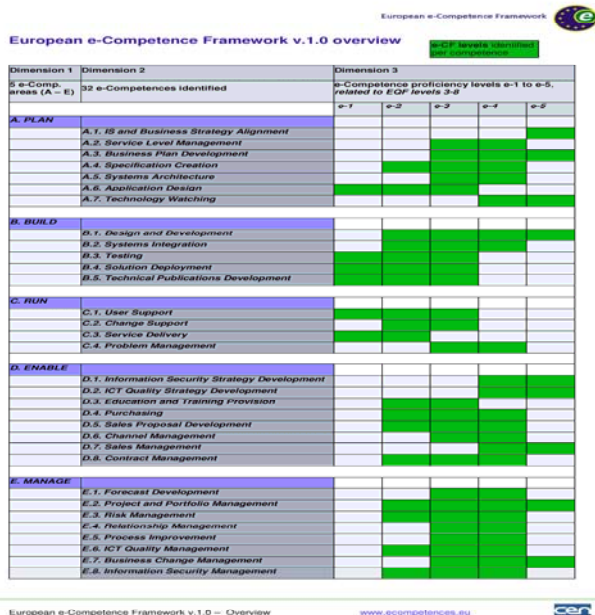 European e-Competence Framework
European e-Competence Framework v.1.0 overview
e-CF levels identified
per competence
Dimension 1 Dimension 2 Dimension 3
5 e-Comp.
areas (A – E)
32 e-Competences identified
e-Competence proficiency levels e-1 to e-5,
related to EQF levels 3-8
e-1 e-2 e-3 e-4 e-5
A. PLAN
A.1. IS and Business Strategy Alignment
A.2. Service Level Management
A.3. Business Plan Development
A.4. Specification Creation
A.5. Systems Architecture
A.6. Application Design
A.7. Technology Watching
B. BUILD
B.1. Design and Development
B.2. Systems Integration
B.3. Testing
B.4. Solution Deployment
B.5. Technical Publications Development
C. RUN
C.1. User Support
C.2. Change Support
C.3. Service Delivery
C.4. Problem Management
D. ENABLE
D.1. Information Security Strategy Development
D.2. ICT Quality Strategy Development
D.3. Education and Training Provision
D.4. Purchasing
D.5. Sales Proposal Development
D.6. Channel Management
D.7. Sales Management
D.8. Contract Management
E. MANAGE
E.1. Forecast Development
E.2. Project and Portfolio Management
E.3. Risk Management
E.4. Relationship Management
E.5. Process Improvement
E.6. ICT Quality Management
E.7. Business Change Management
E.8. Information Security Management
European e-Competence Framework v.1.0 – Overview www.ecompetences.eu cen